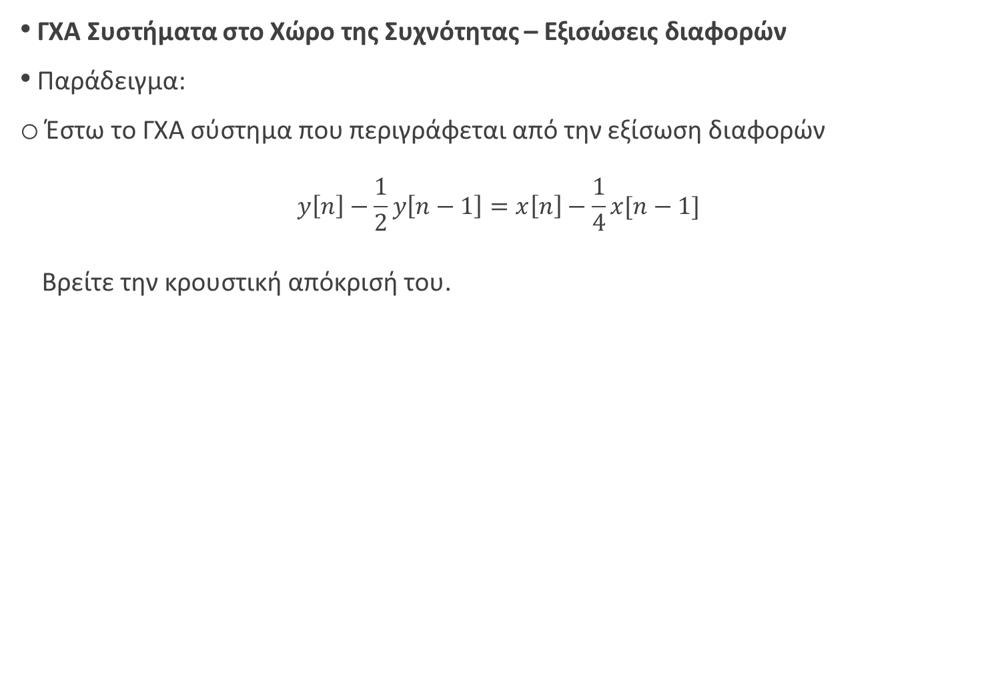 • ΓΧΑ Συστήματα στο Χώρο της Συχνότητας – Εξισώσεις διαφορών
• Παράδειγμα:
○ Έστω το ΓΧΑ σύστημα που περιγράφεται από την εξίσωση διαφορών
y[n] − \frac{1}{2} y[n − 1] = x[n] − \frac{1}{4} x[n − 1]
Βρείτε την κρουστική απόκρισή του.